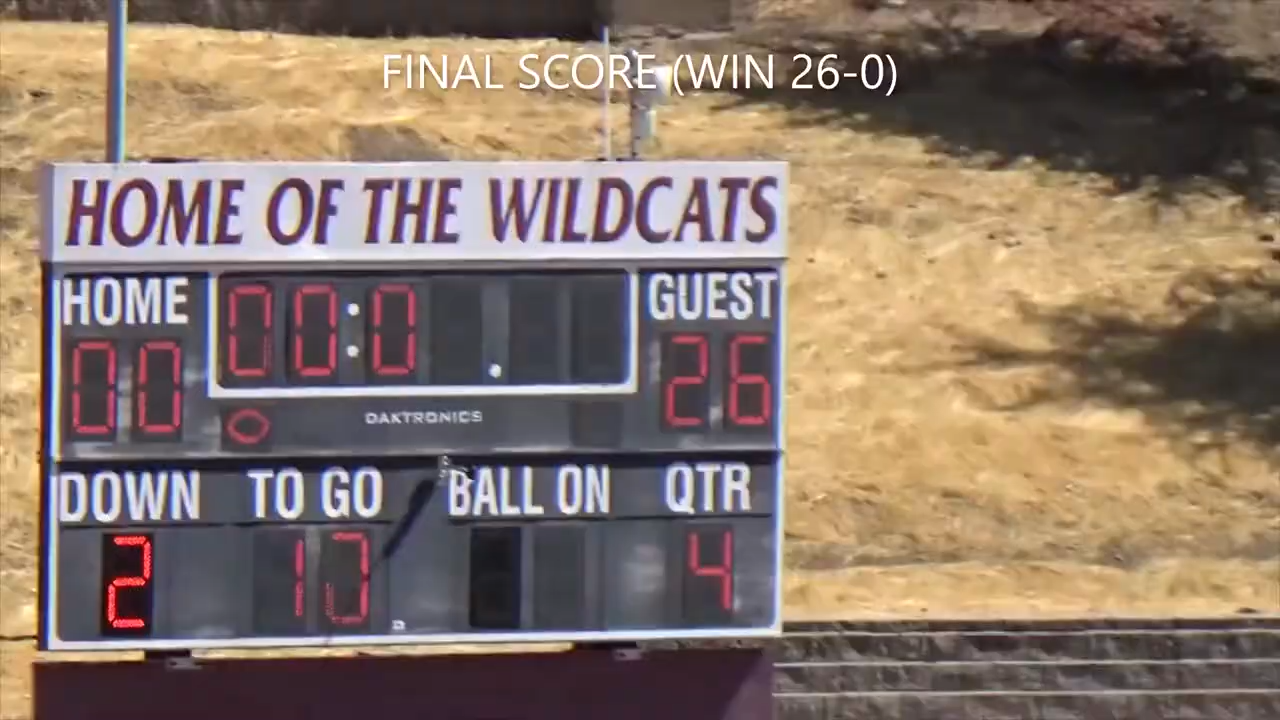 FINAL SCORE (WIN 26-0)
HOME OF THE WILDCATS
HOME
00:0
GUEST
00
26
DAKTRONICS
DOWN
TO GO
BALL ON
QTR
2
10
4